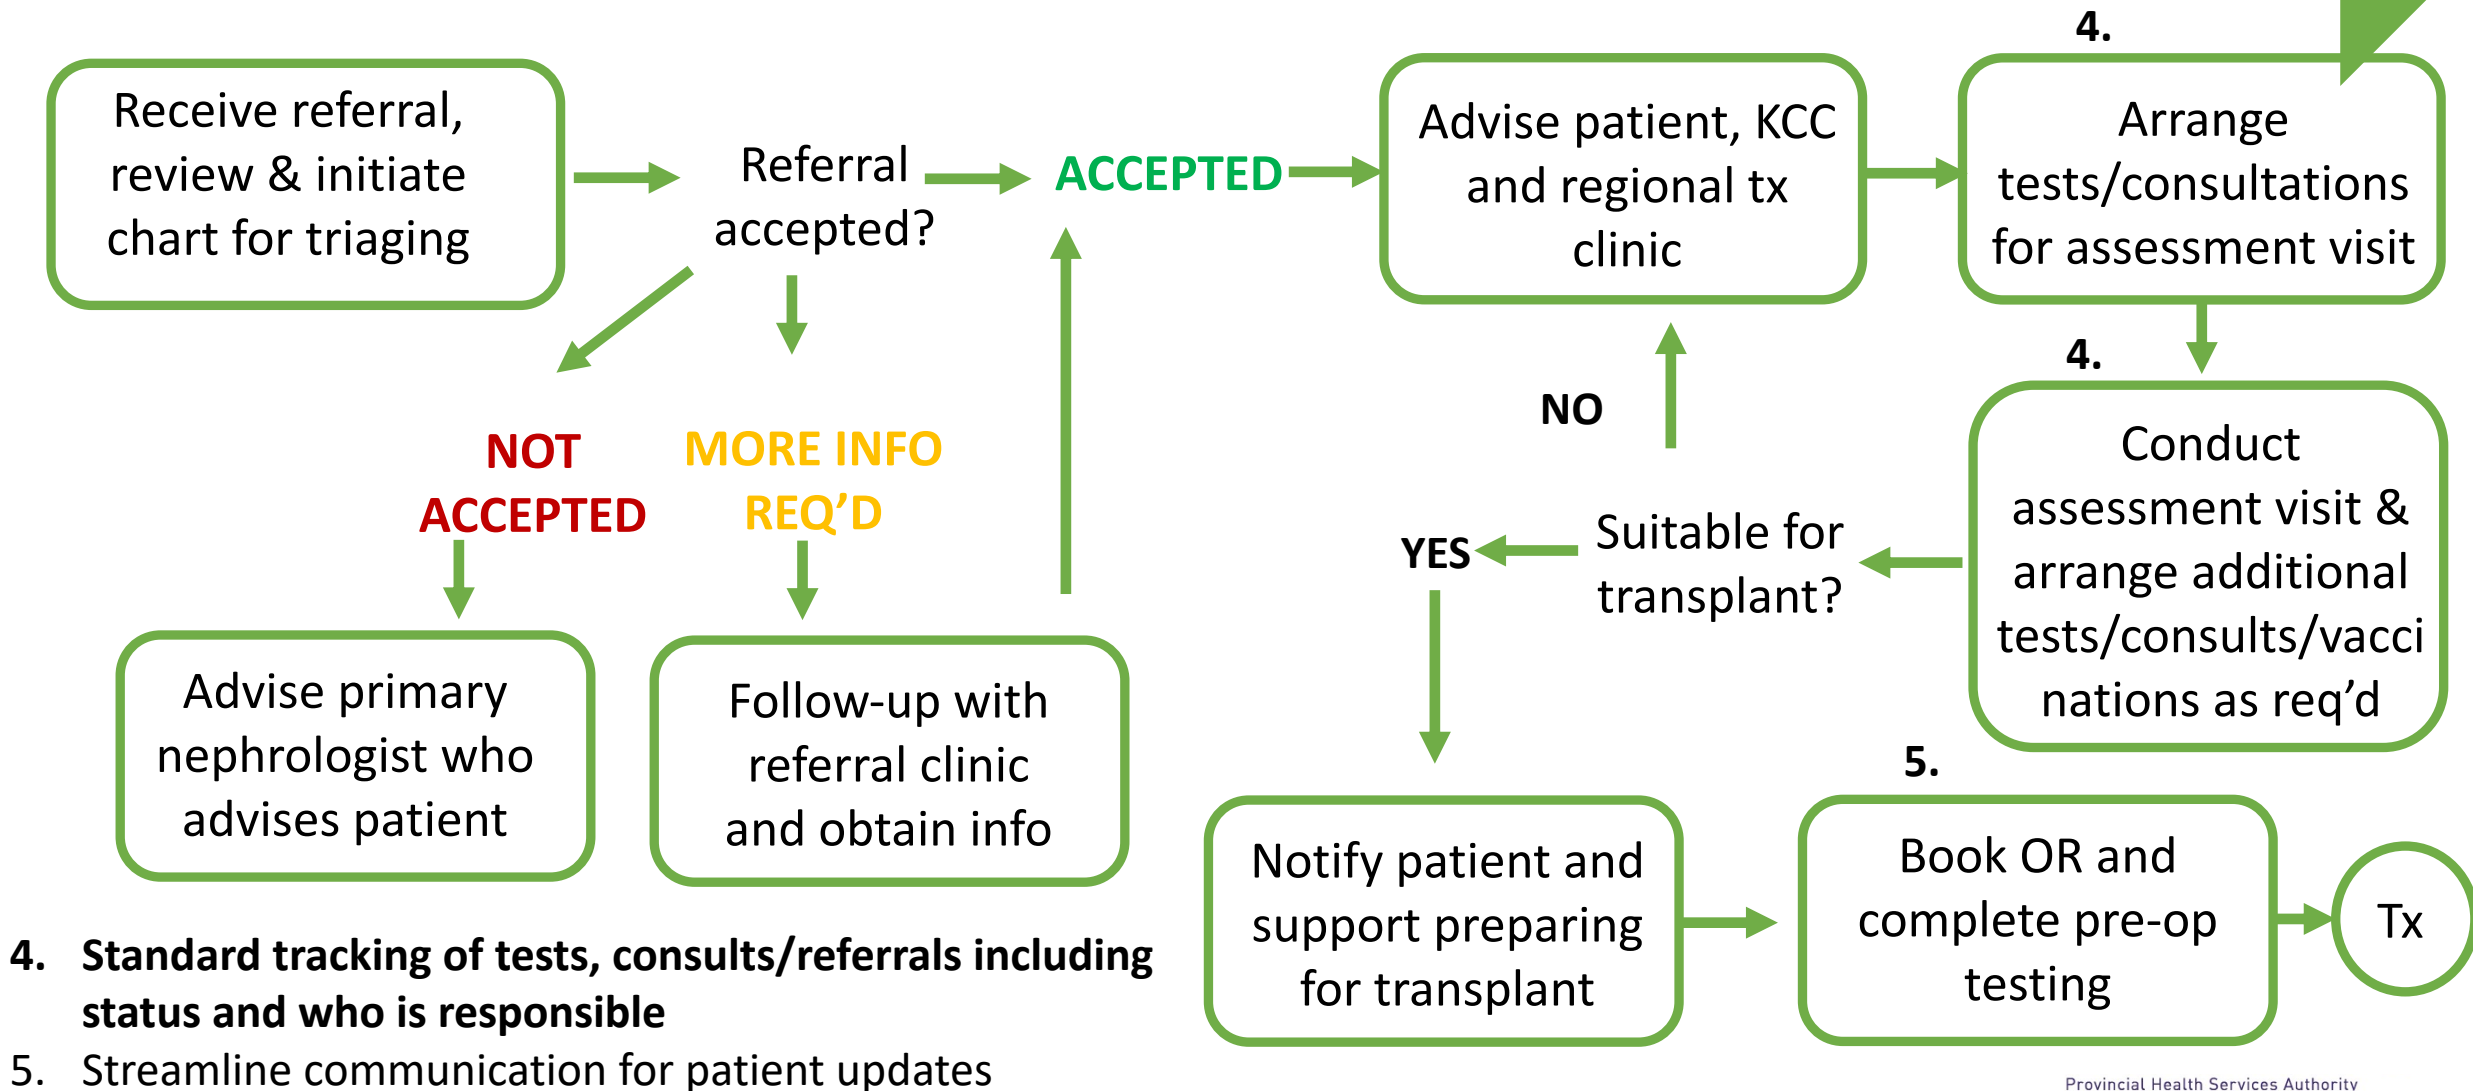 Receive referral,
review & initiate
chart for triaging
Referral
accepted?
ACCEPTED
Advise patient, KCC
and regional tx
clinic
4.
Arrange
tests/consultations
for assessment visit
NOT
ACCEPTED
MORE INFO
REQ’D
NO
YES
Suitable for
transplant?
4.
Conduct
assessment visit &
arrange additional
tests/consults/vacci
nations as req’d
Advise primary
nephrologist who
advises patient
Follow-up with
referral clinic
and obtain info
Notify patient and
support preparing
for transplant
5.
Book OR and
complete pre-op
testing
Tx
4. Standard tracking of tests, consults/referrals including
status and who is responsible
5. Streamline communication for patient updates
Provincial Health Services Authority